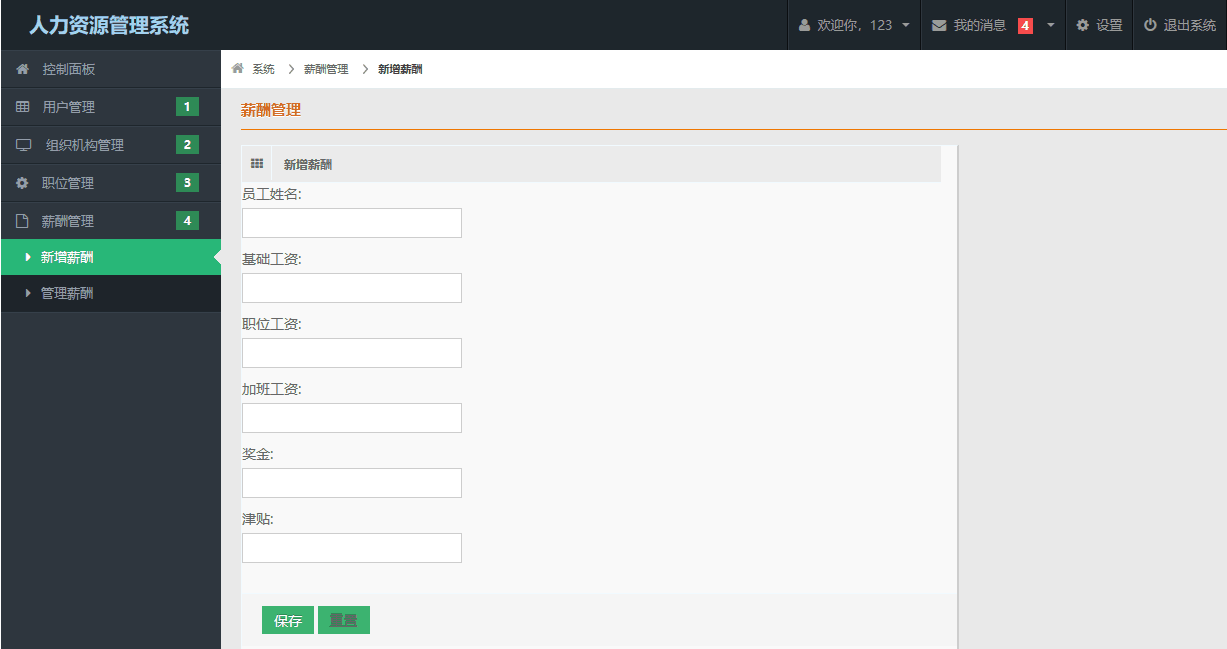 人力资源管理系统
欢迎你，123 我的消息 4 设置 退出系统
控制面板
用户管理 1
组织机构管理 2
职位管理 3
薪酬管理 4
新增薪酬
管理薪酬
系统 薪酬管理 新增薪酬
薪酬管理
新增薪酬
员工姓名:
基础工资:
职位工资:
加班工资:
奖金:
津贴:
保存 重置